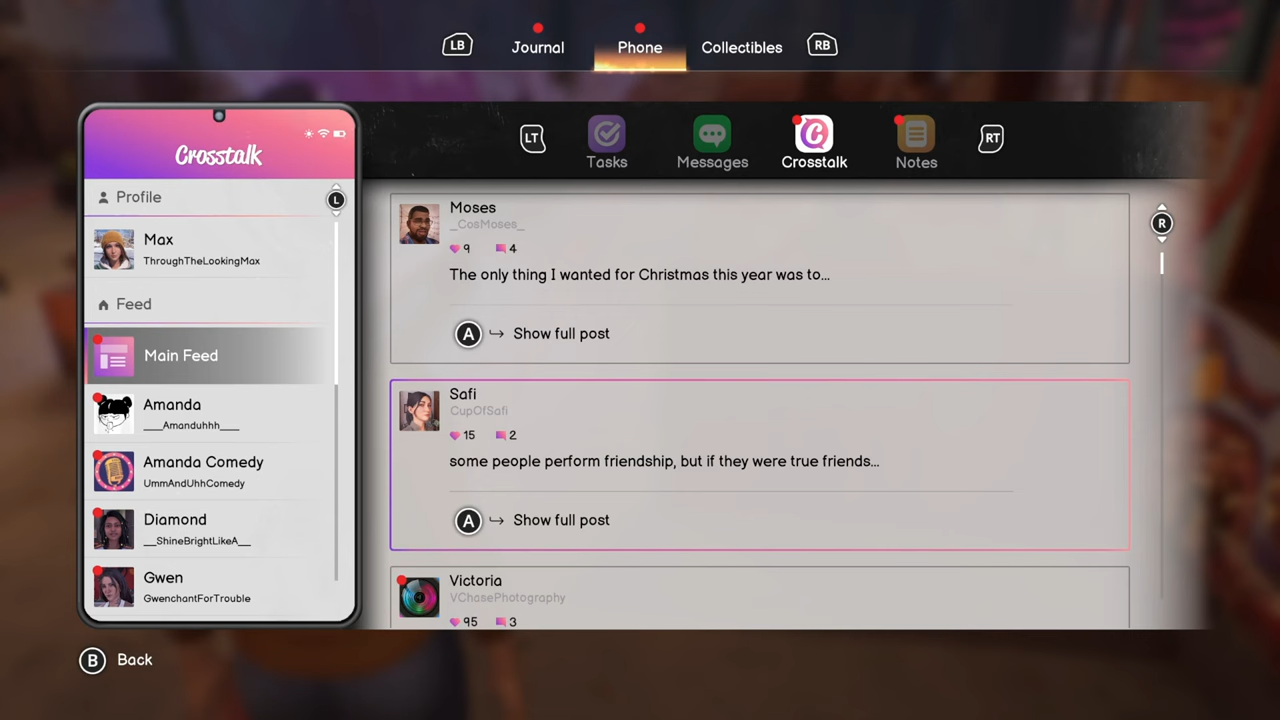 LB
Journal
Phone
Collectibles
RB
Crosstalk
Profile
L
Max
ThroughTheLookingMax
Feed
Main Feed
Amanda
___Amanduhhh____
Amanda Comedy
UmmAndUhhComedy
Diamond
__ShineBrightLikeA__
Gwen
GwenchantForTrouble
LT
Tasks
Messages
Crosstalk
Notes
RT
Moses
_CosMoses_
9 4
The only thing I wanted for Christmas this year was to...
A Show full post
R
Safi
CupOfSafi
15 2
some people perform friendship, but if they were true friends...
A Show full post
Victoria
VChasePhotography
95 3
B Back